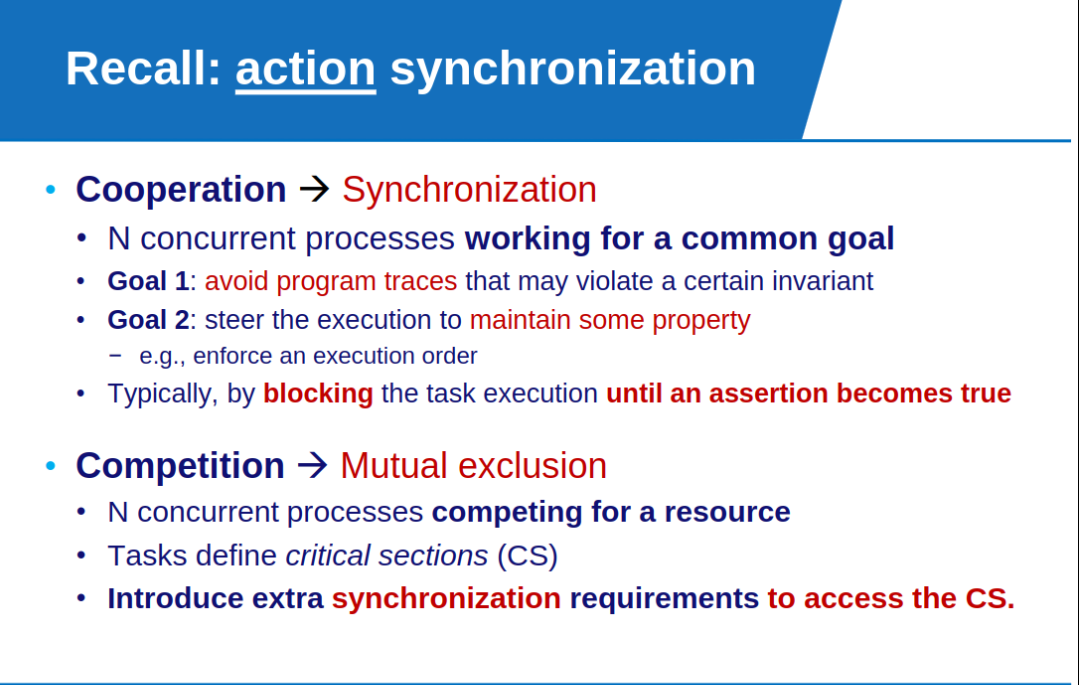 Recall: action synchronization
• Cooperation → Synchronization
• N concurrent processes working for a common goal
• Goal 1: avoid program traces that may violate a certain invariant
• Goal 2: steer the execution to maintain some property
– e.g., enforce an execution order
• Typically, by blocking the task execution until an assertion becomes true
• Competition → Mutual exclusion
• N concurrent processes competing for a resource
• Tasks define critical sections (CS)
• Introduce extra synchronization requirements to access the CS.